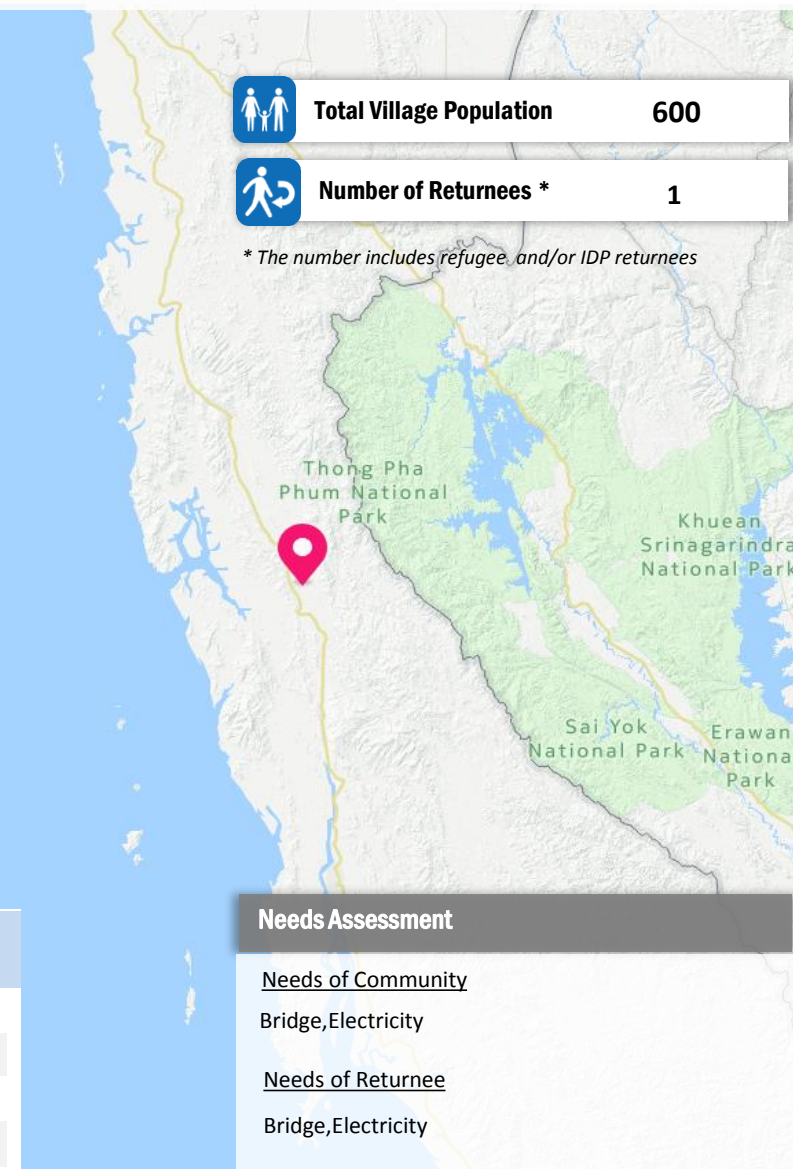 Total Village Population 600
Number of Returnees * 1
* The number includes refugee and/or IDP returnees
Thong Pha
Phum National
Park
Khuean
Srinagarindra
National Park
Sai Yok
National Park
Erawan
Nationa
Park
Needs Assessment
Needs of Community
Bridge,Electricity
Needs of Returnee
Bridge,Electricity